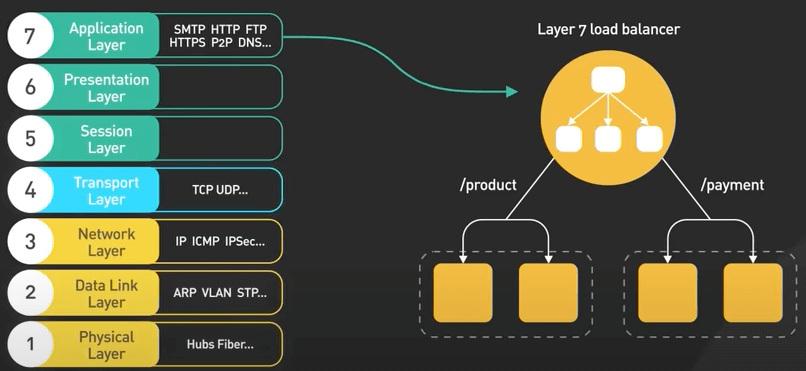 7
Application
Layer
SMTP HTTP FTP
HTTPS P2P DNS...
6
Presentation
Layer
5
Session
Layer
4
Transport
Layer
TCP UDP...
3
Network
Layer
IP ICMP IPSec...
2
Data Link
Layer
ARP VLAN STP...
1
Physical
Layer
Hubs Fiber...
Layer 7 load balancer
/product
/payment